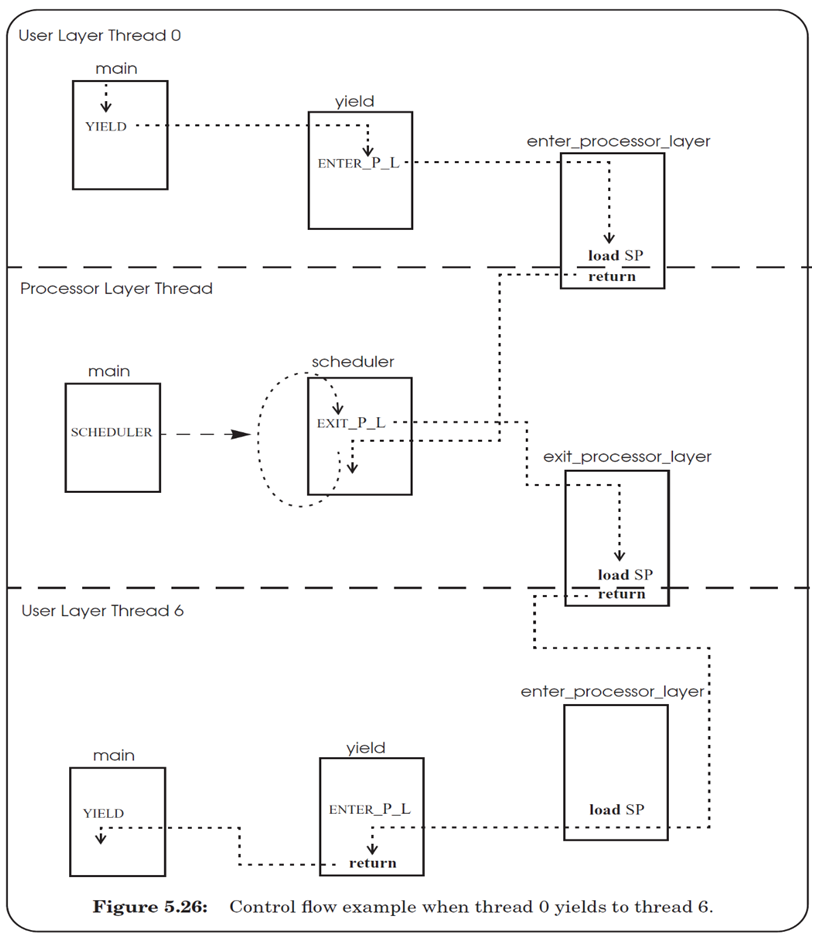 User Layer Thread 0
main
YIELD
yield
ENTER_P_L
enter_processor_layer
load SP
return
Processor Layer Thread
main
SCHEDULER
scheduler
EXIT_P_L
exit_processor_layer
load SP
return
User Layer Thread 6
main
YIELD
yield
ENTER_P_L
return
enter_processor_layer
load SP
Figure 5.26: Control flow example when thread 0 yields to thread 6.